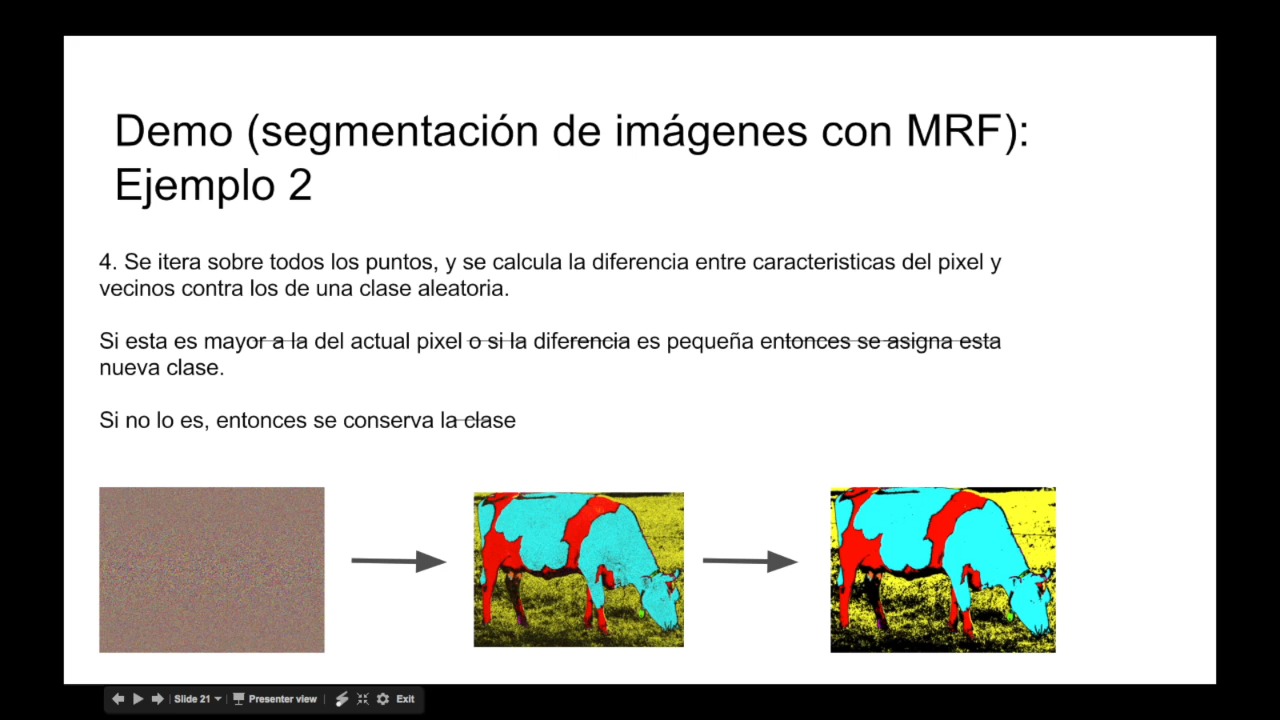 Demo (segmentación de imágenes con MRF):
Ejemplo 2
4. Se itera sobre todos los puntos, y se calcula la diferencia entre caracteristicas del pixel y
vecinos contra los de una clase aleatoria.
Si esta es mayor a la del actual pixel o si la diferencia es pequeña entonces se asigna esta
nueva clase.
Si no lo es, entonces se conserva la clase
Slide 21
Presenter view
Exit